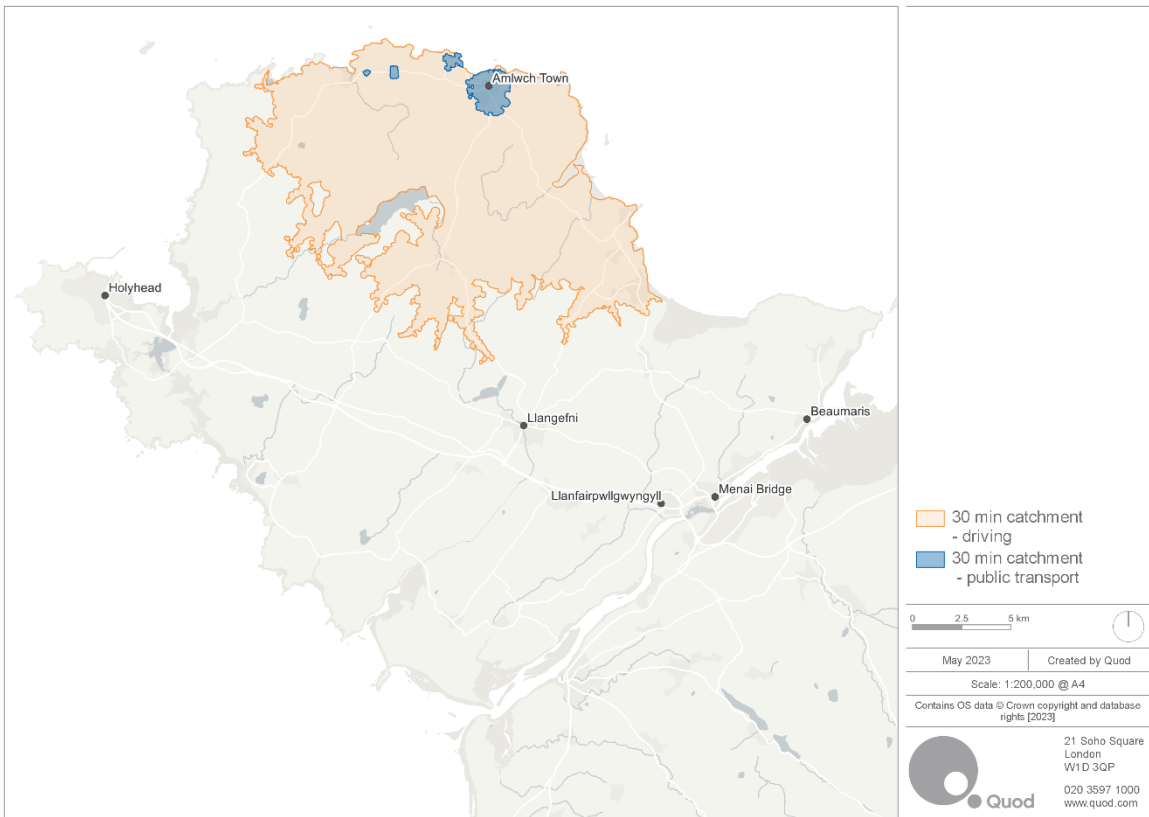 Amlwch Town
Holyhead
Beaumaris
Llangefni
Menai Bridge
Llanfairpwllgwyngyll
30 min catchment
- driving
30 min catchment
- public transport
0 2.5 5 km
May 2023 Created by Quod
Scale: 1:200,000 @ A4
Contains OS data © Crown copyright and database
rights [2023]
21 Soho Square
London
W1D 3QP
020 3597 1000
www.quod.com
Quod